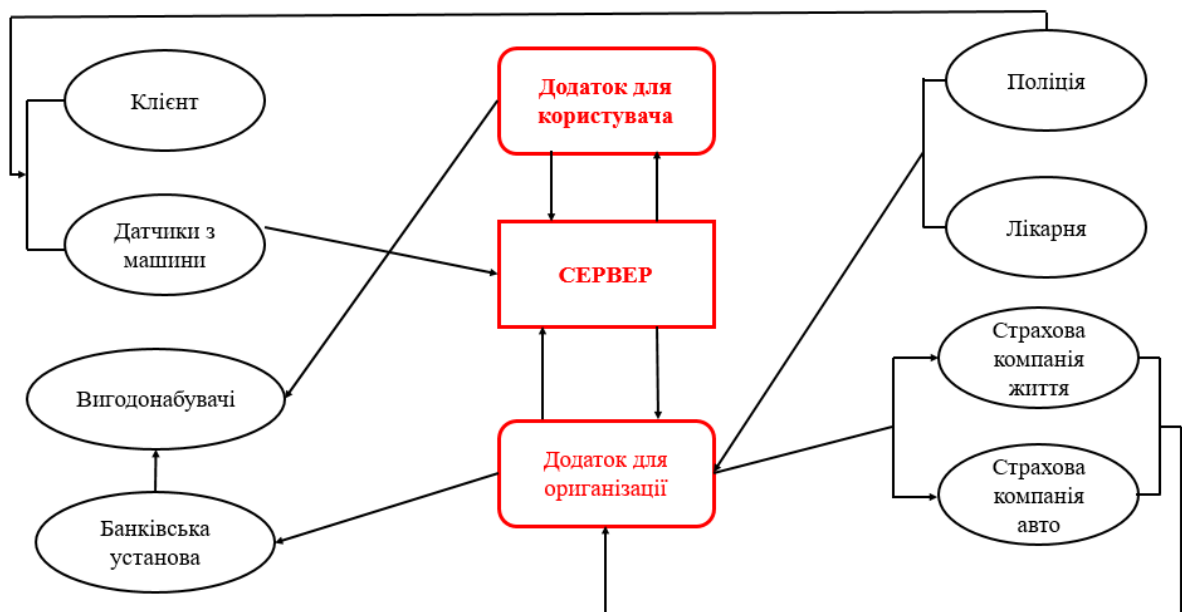 Клієнт
Додаток для
користувача
Поліція
Датчики з
машини
СЕРВЕР
Лікарня
Вигодонабувачі
Страхова
компанія
життя
Банківська
установа
Додаток для
ориганізації
Страхова
компанія
авто